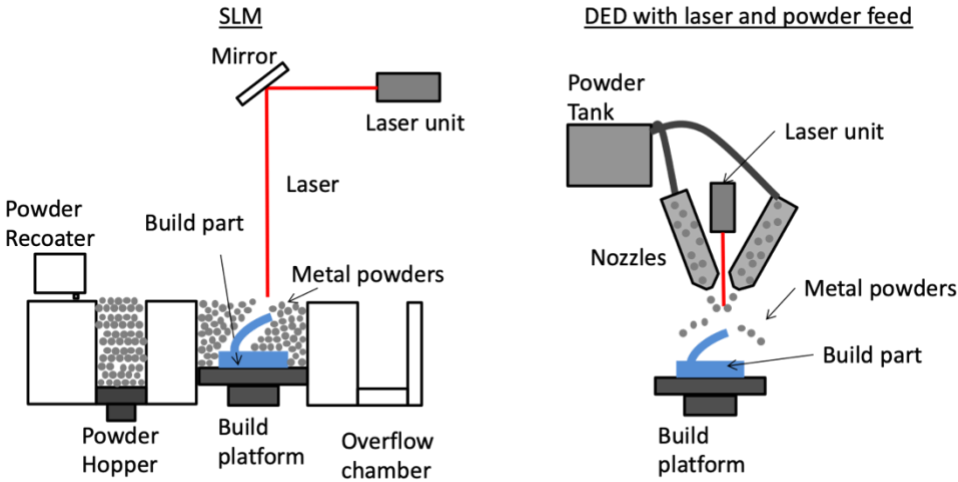 SLM
Mirror
Laser unit
Laser
Powder
Recoater
Build part
Metal powders
Powder
Hopper
Build
platform
Overflow
chamber
DED with laser and powder feed
Powder
Tank
Laser unit
Nozzles
Metal powders
Build part
Build
platform